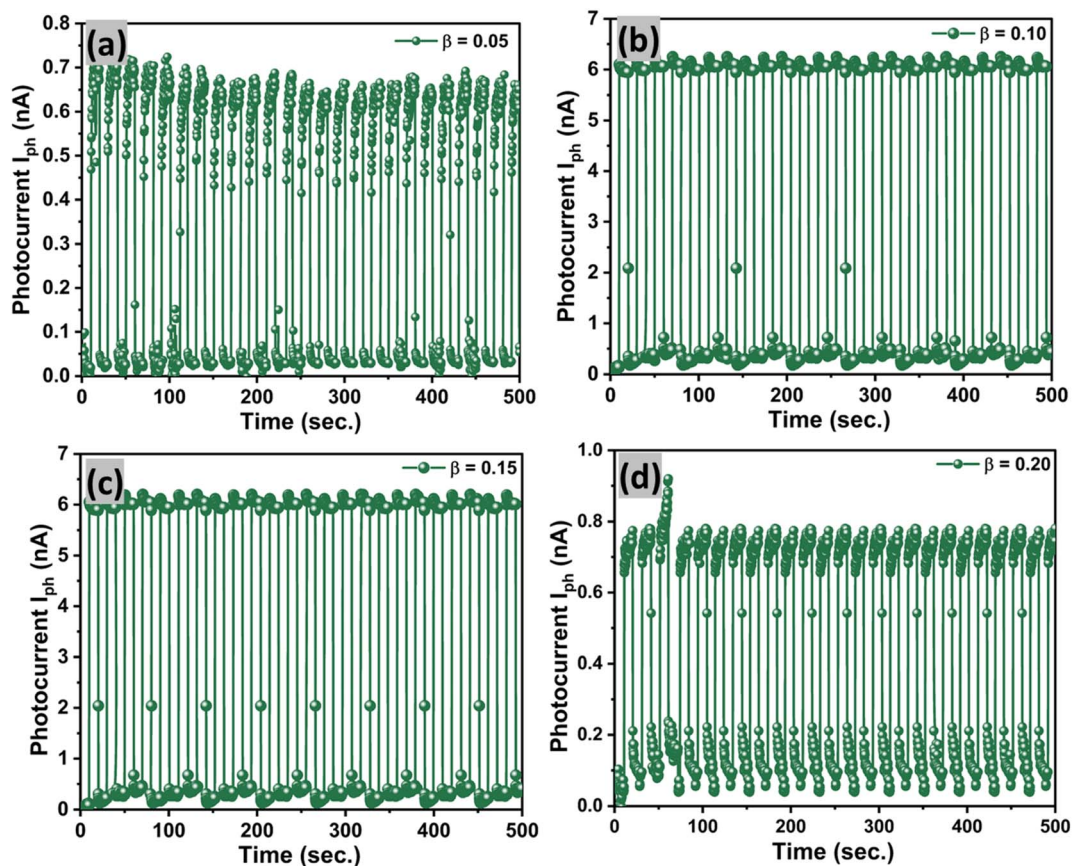 (a)
β = 0.05
0.8
0.7
0.6
0.5
0.4
0.3
0.2
0.1
0.0
Photocurrent Iph (nA)
0 100 200 300 400 500
Time (sec.)
(b)
β = 0.10
7
6
5
4
3
2
1
0
Photocurrent Iph (nA)
0 100 200 300 400 500
Time (sec.)
(c)
β = 0.15
7
6
5
4
3
2
1
0
Photocurrent Iph (nA)
0 100 200 300 400 500
Time (sec.)
(d)
β = 0.20
1.0
0.8
0.6
0.4
0.2
0.0
Photocurrent Iph (nA)
0 100 200 300 400 500
Time (sec.)